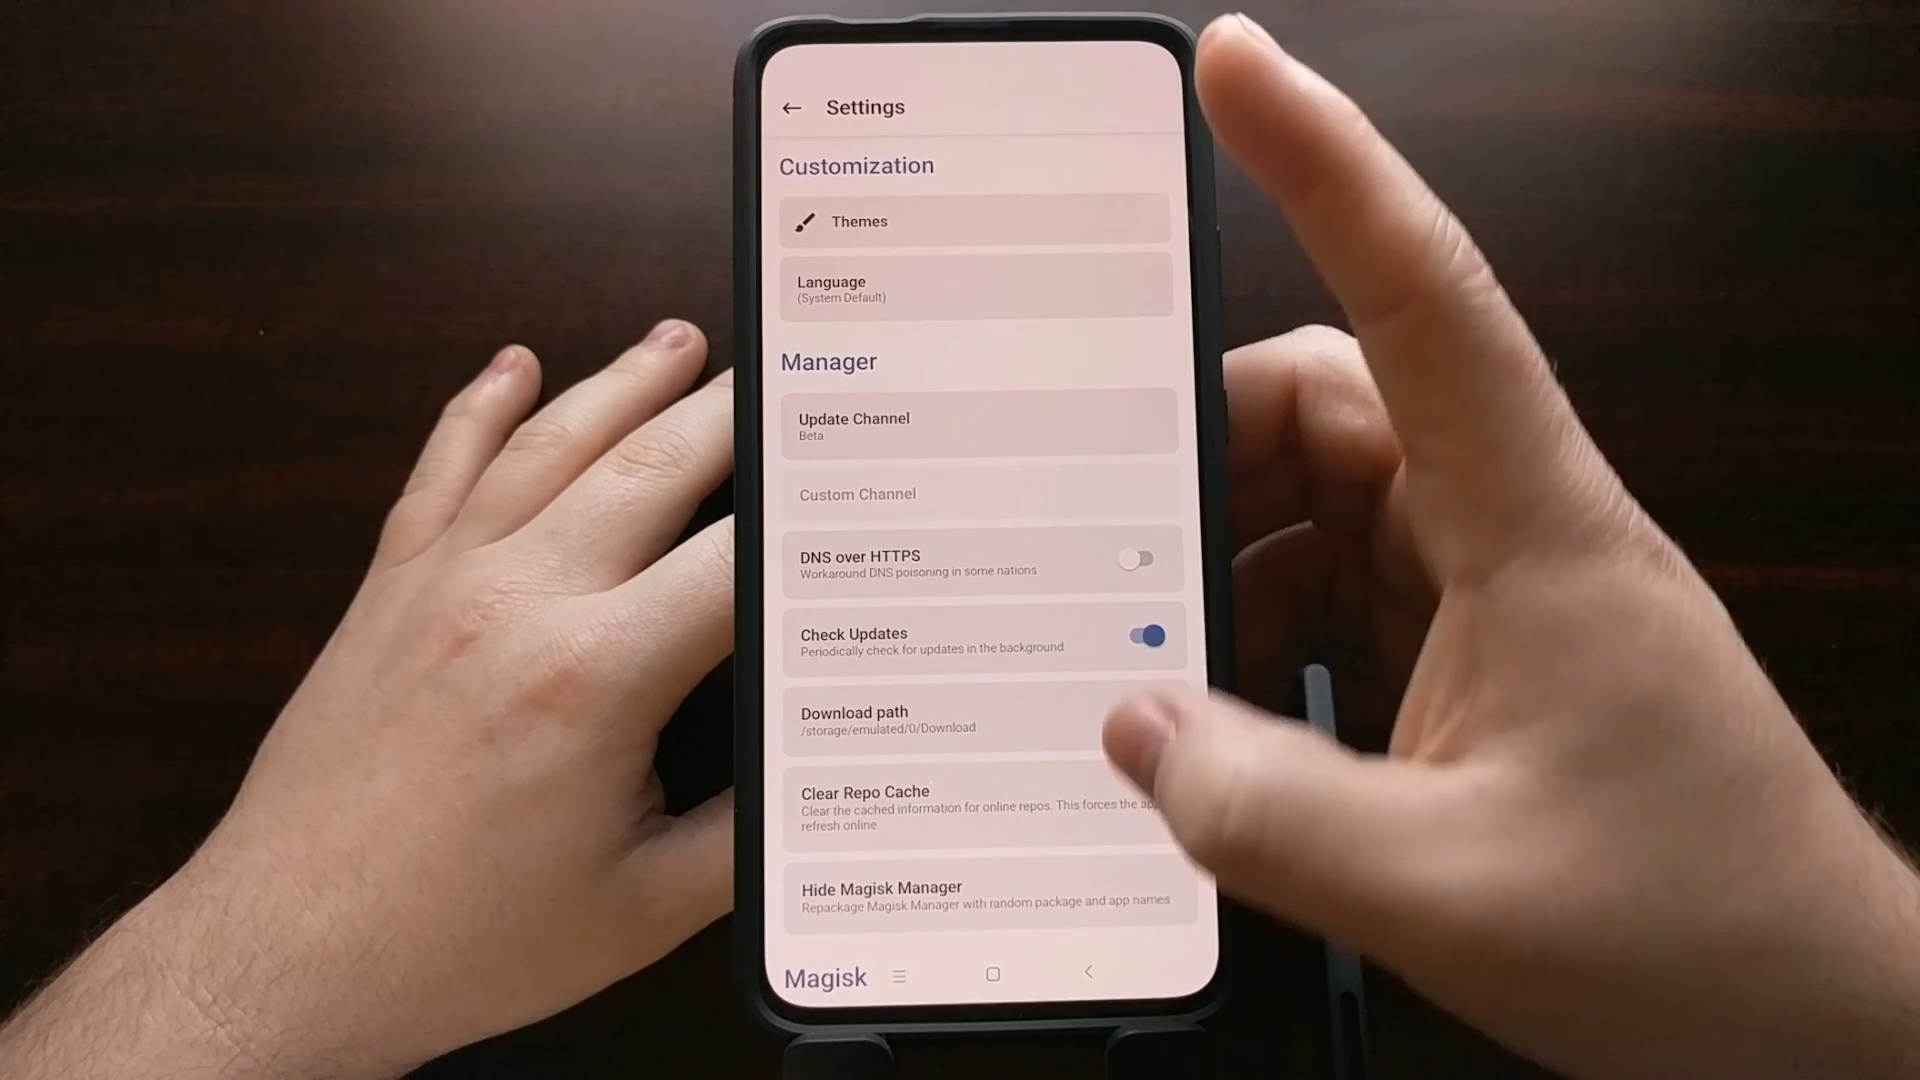 Settings
Customization
Themes
Language
(System Default)
Manager
Update Channel
Beta
Custom Channel
DNS over HTTPS
Workaround DNS poisoning in some nations
Check Updates
Periodically check for updates in the background
Download path
/storage/emulated/0/Download
Clear Repo Cache
Clear the cached information for online repos. This forces the
refresh online
Hide Magisk Manager
Repackage Magisk Manager with random package and app names
Magisk